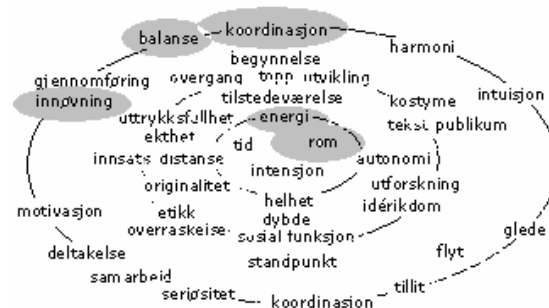 koordinasjon
balanse
harmoni
begynnelse
gjennomføring overgang topp utvikling
innøvning
tilstedeværelse
intuisjon
kostyme
uttrykksfullhet energi
tekst publikum
ekthet tid rom
innsats distanse autonomi
intensjon
originalitet utforskning
helhet idérikdom
motivasjon etikk dybde
overraskelse sosial funksjon
glede
deltakelse flyt
standpunkt
samarbeid
seriøsitet tillit
koordinasjon